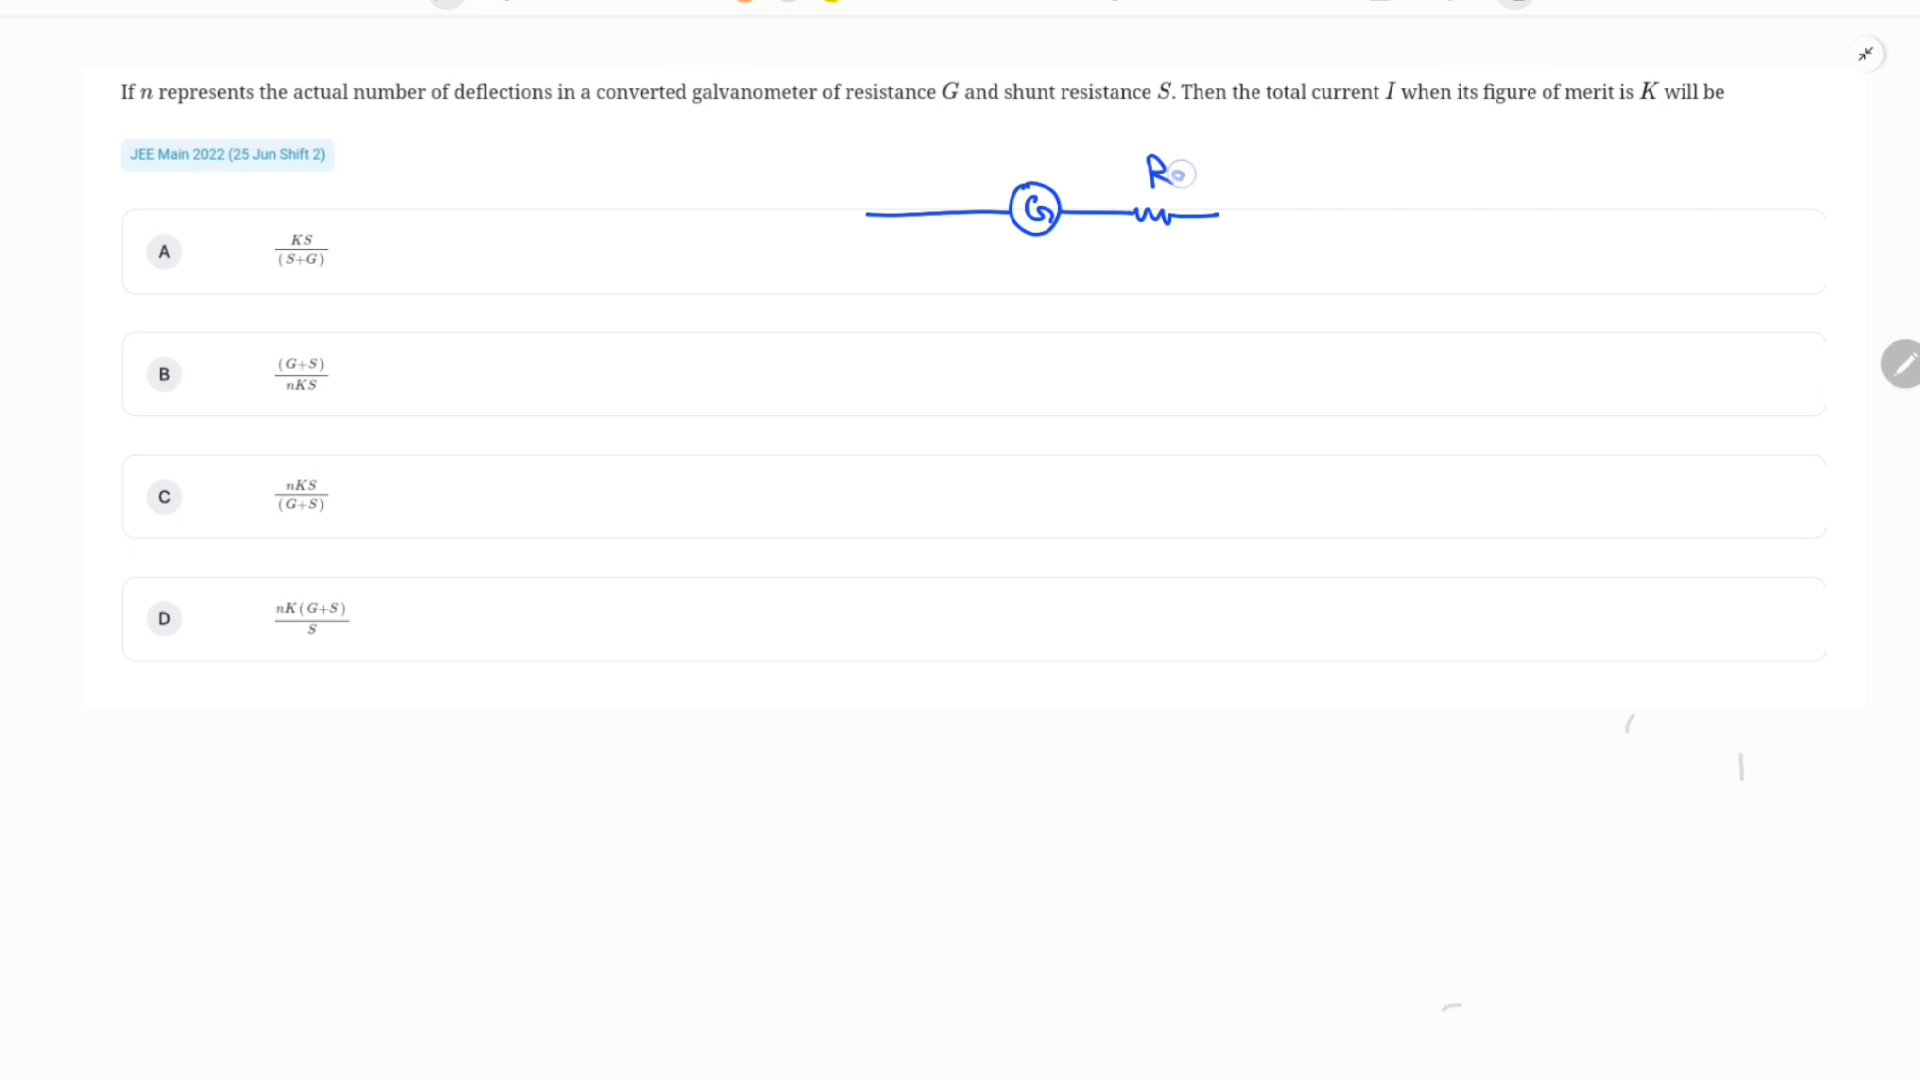 If n represents the actual number of deflections in a converted galvanometer of resistance G and shunt resistance S. Then the total current I when its figure of merit is K will be
JEE Main 2022 (25 Jun Shift 2)
R
G
A
KS
(S+G)
B
(G+S)
nKS
C
nKS
(G+S)
D
nK(G+S)
S